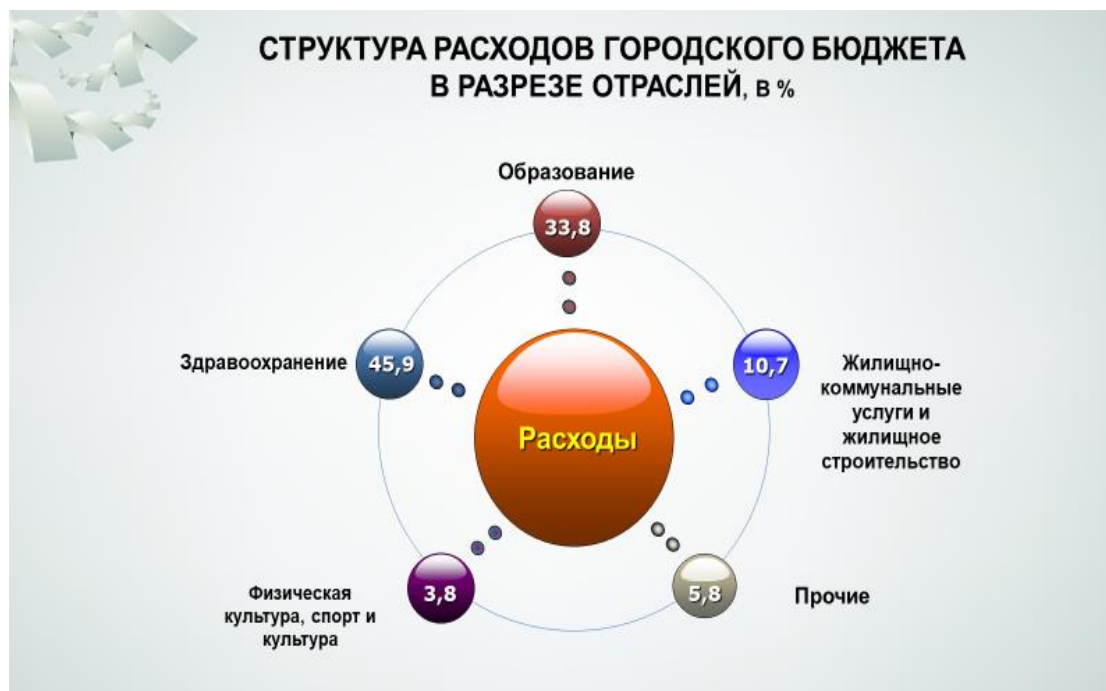 СТРУКТУРА РАСХОДОВ ГОРОДСКОГО БЮДЖЕТА
В РАЗРЕЗЕ ОТРАСЛЕЙ, В %
Образование
33,8
Здравоохранение
45,9
10,7
Жилищно-
коммунальные
услуги и
жилищное
строительство
Расходы
Физическая
культура, спорт и
культура
3,8
5,8
Прочие